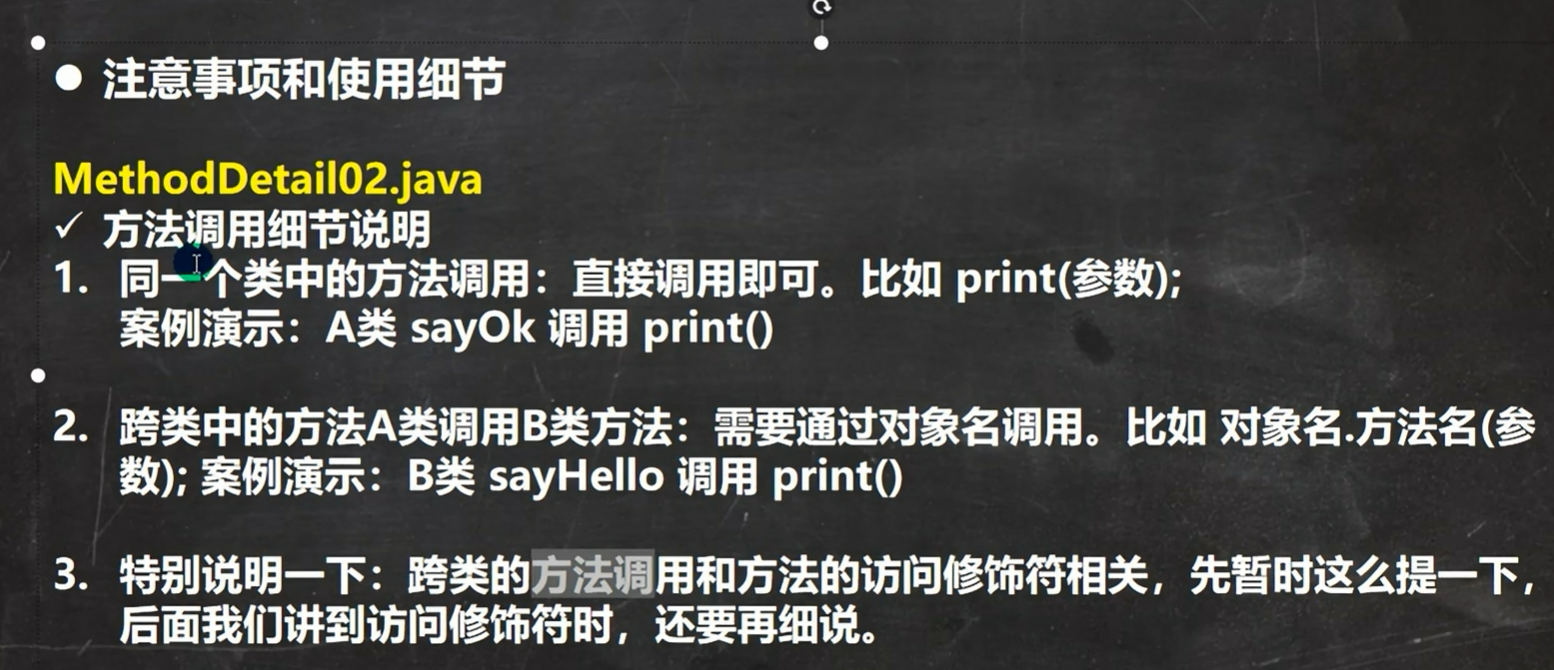 ● 注意事项和使用细节
MethodDetail02.java
✓ 方法调用细节说明
1. 同一个类中的方法调用：直接调用即可。比如 print(参数);
案例演示：A类 sayOk 调用 print()
2. 跨类中的方法A类调用B类方法：需要通过对象名调用。比如 对象名.方法名(参
数); 案例演示：B类 sayHello 调用 print()
3. 特别说明一下：跨类的方法调用和方法的访问修饰符相关，先暂时这么提一下，
后面我们讲到访问修饰符时，还要再细说。